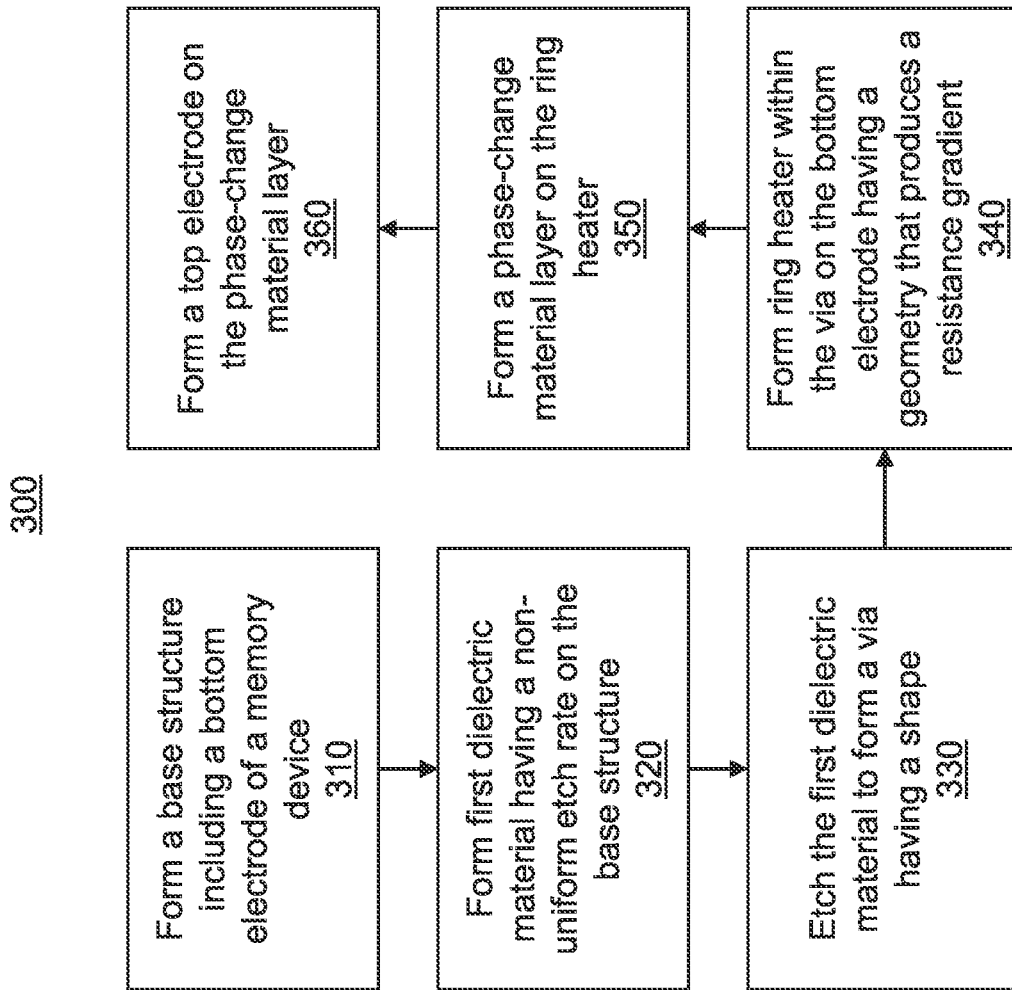 300
Form a base structure
including a bottom
electrode of a memory
device
310
Form first dielectric
material having a non-
uniform etch rate on the
base structure
320
Etch the first dielectric
material to form a via
having a shape
330
Form ring heater within
the via on the bottom
electrode having a
geometry that produces a
resistance gradient
340
Form a phase-change
material layer on the ring
heater
350
Form a top electrode on
the phase-change
material layer
360